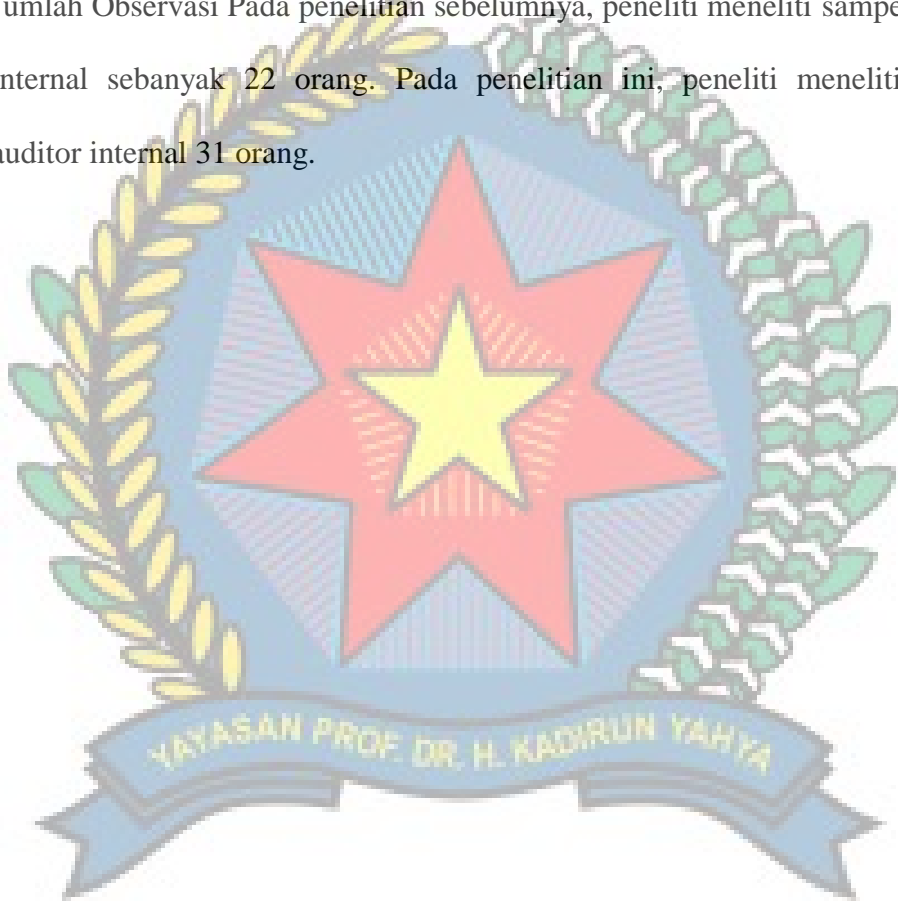 umlah Observasi Pada penelitian sebelumnya, peneliti meneliti sampe
nternal sebanyak 22 orang. Pada penelitian ini, peneliti meneliti
auditor internal 31 orang.
YAYASAN PROF. DR. H. KADIRUN YAHYA